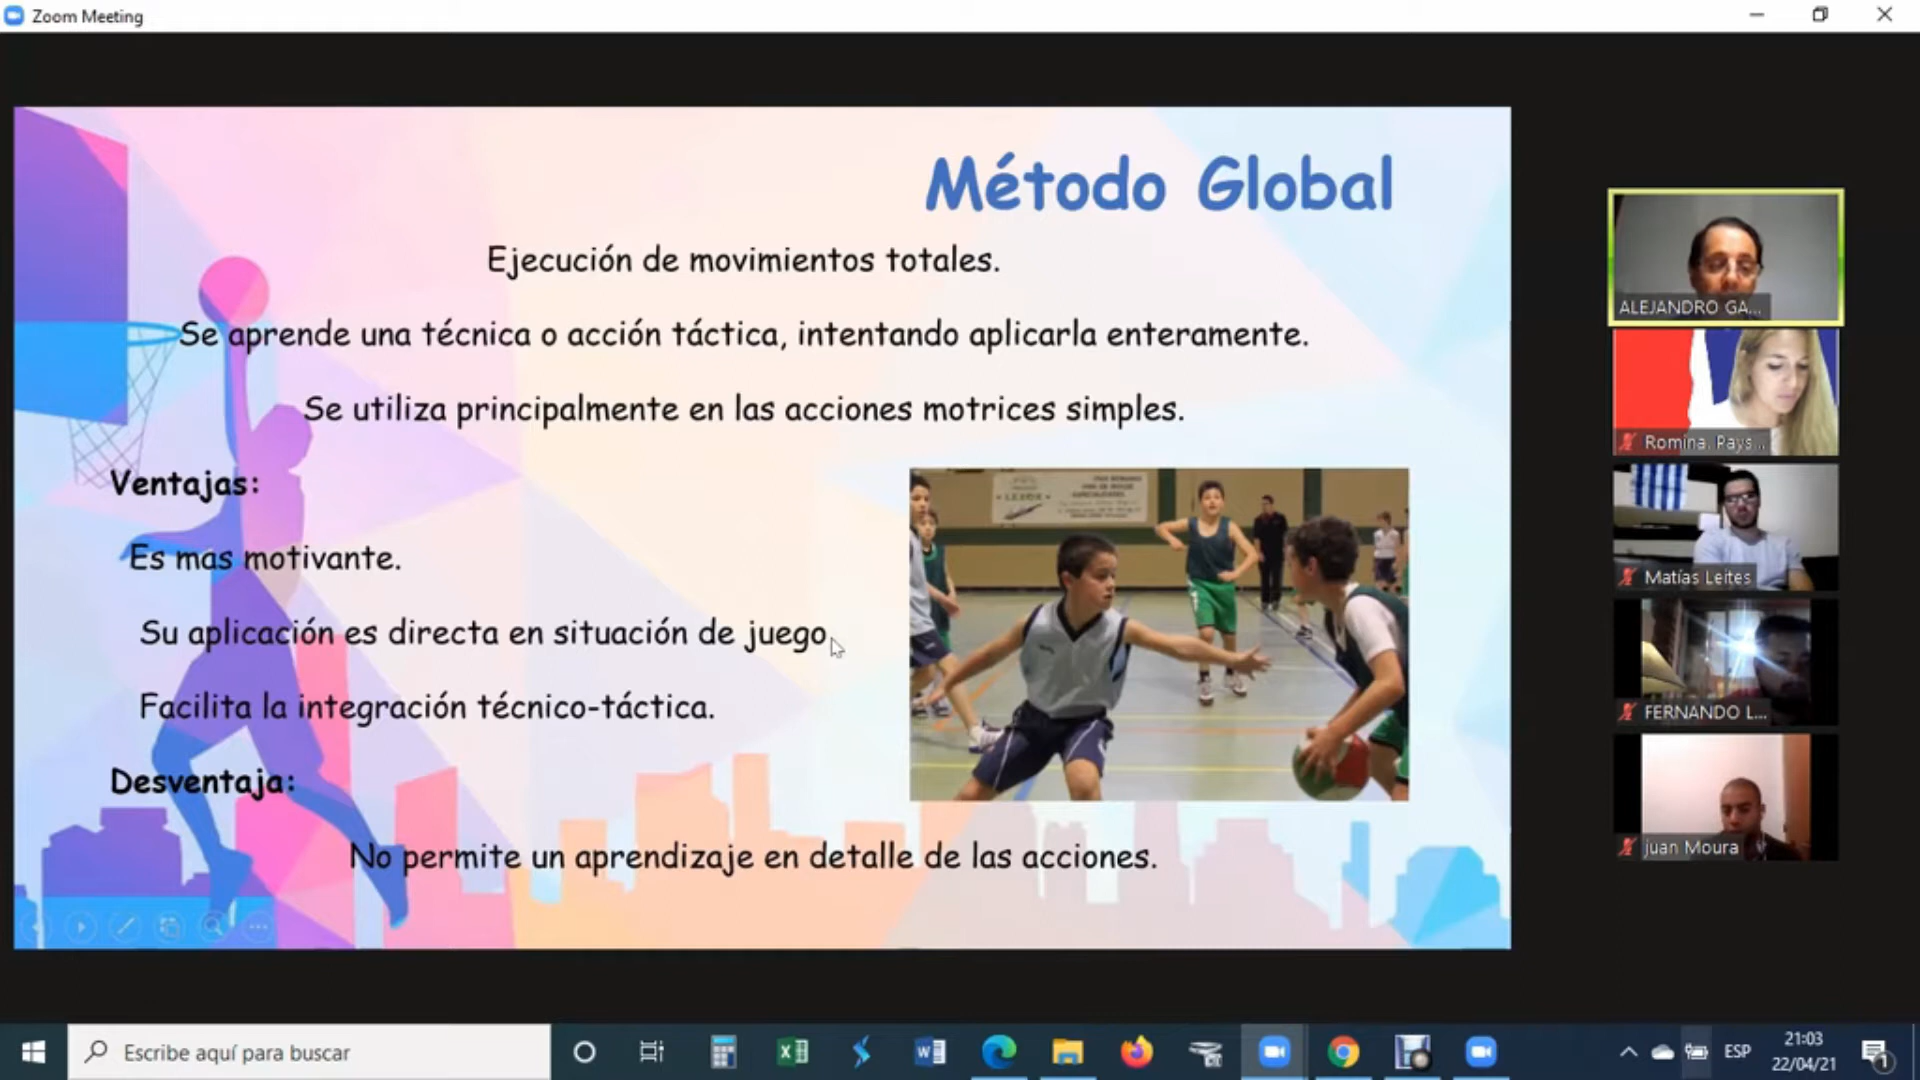 Zoom Meeting
Método Global
Ejecución de movimientos totales.
Se aprende una técnica o acción táctica, intentando aplicarla enteramente.
Se utiliza principalmente en las acciones motrices simples.
Ventajas:
Es mas motivante.
Su aplicación es directa en situación de juego.
Facilita la integración técnico-táctica.
Desventaja:
No permite un aprendizaje en detalle de las acciones.
ALEJANDRO GA...
Romina. Pays...
Matías Leites
FERNANDO L...
juan Moura
Escribe aquí para buscar
ESP
21:03
22/04/21
1